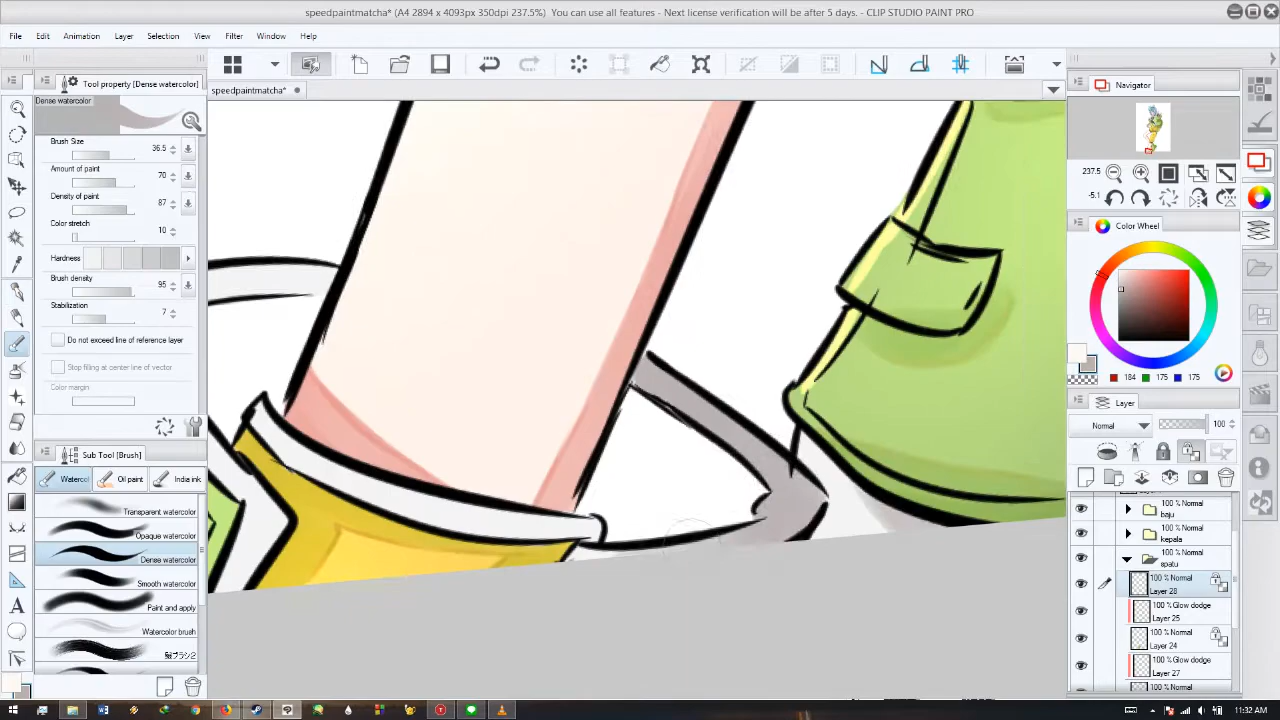 speedpaintmatcha* (A4 2894 x 4093px 350dpi 237.5%)  You can use all features - Next license verification will be after 5 days. - CLIP STUDIO PAINT PRO
File Edit Animation Layer Selection View Filter Window Help
Tool property [Dense watercolor]
speedpaintmatcha*
Navigator
Dense watercolor
Brush Size 36.5
Amount of paint 70
Density of paint 87
Color stretch 10
Hardness
Brush density 95
Stabilization 7
Do not exceed line of reference layer
Stop filling at center line of vector
Color margin
237.5
-5.1
Color Wheel
184 175 175
Layer
Normal 100
Sub Tool [Brush]
Watercol Oil paint India ink
Transparent watercolor
Opaque watercolor
Dense watercolor
Smooth watercolor
Paint and apply
Watercolor brush
100 % Normal
baju
100 % Normal
kepala
100 % Normal
spatu
100 % Normal
Layer 28
100 % Glow dodge
Layer 25
100 % Normal
Layer 24
100 % Glow dodge
Layer 27
100 % Normal
11:32 AM